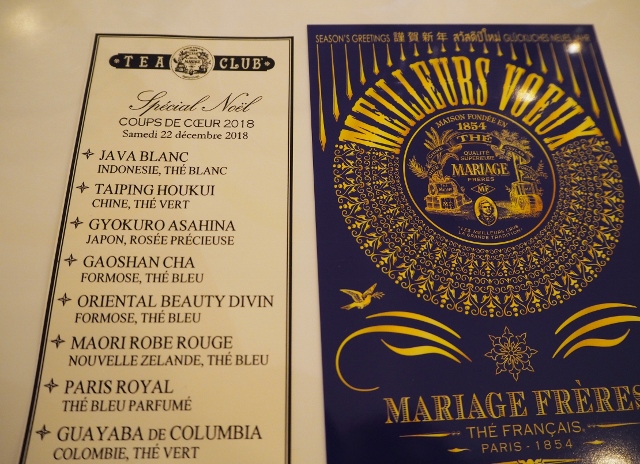 TEA CLUB
Spécial Noël
COUPS DE CŒUR 2018
Samedi 22 décembre 2018
JAVA BLANC
INDONESIE, THÉ BLANC
TAIPING HOUKUI
CHINE, THÉ VERT
GYOKURO ASAHINA
JAPON, ROSÉE PRÉCIEUSE
GAOSHAN CHA
FORMOSE, THÉ BLEU
ORIENTAL BEAUTY DIVIN
FORMOSE, THÉ BLEU
MAORI ROBE ROUGE
NOUVELLE ZELANDE, THÉ BLEU
PARIS ROYAL
THÉ BLEU PARFUMÉ
GUAYABA DE COLUMBIA
COLOMBIE, THÉ VERT
SEASON'S GREETINGS 謹賀新年 สวัสดีปีใหม่ GLÜCKLICHES NEUES
MEILLEURS VŒUX
MAISON FONDÉE EN
1854
THÉ
QUALITÉ
SUPÉRIEURE
MARIAGE
FRÈRES
MF
MARIAGE FRÈRES
THÉ FRANÇAIS
PARIS - 1854